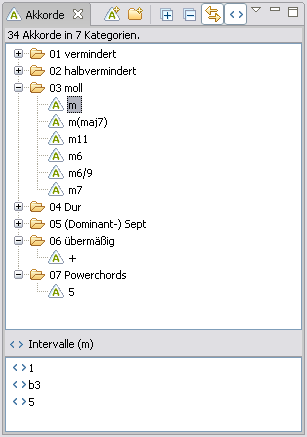 Akkorde
34 Akkorde in 7 Kategorien.
01 vermindert
02 halbvermindert
03 moll
m
m(maj7)
m11
m6
m6/9
m7
04 Dur
05 (Dominant-) Sept
06 übermäßig
+
07 Powerchords
5
Intervalle (m)
1
b3
5